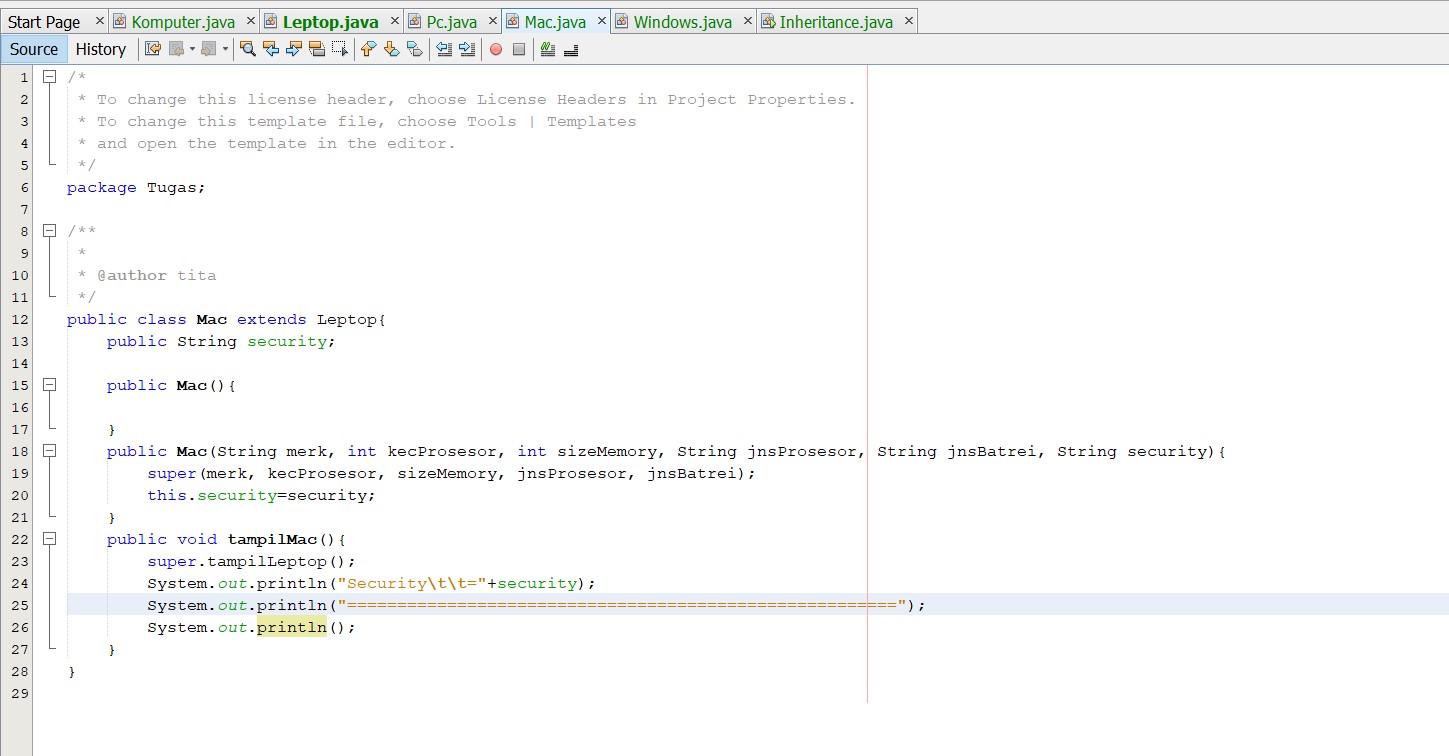 Start Page × Komputer.java × Leptop.java × Pc.java × Mac.java × Windows.java × Inheritance.java ×
Source History
1 /*
2 * To change this license header, choose License Headers in Project Properties.
3 * To change this template file, choose Tools | Templates
4 * and open the template in the editor.
5 */
6 package Tugas;
7
8 /**
9 *
10 * @author tita
11 */
12 public class Mac extends Leptop{
13 public String security;
14
15 public Mac(){
16
17 }
18 public Mac(String merk, int kecProsesor, int sizeMemory, String jnsProsesor, String jnsBatrei, String security){
19 super(merk, kecProsesor, sizeMemory, jnsProsesor, jnsBatrei);
20 this.security=security;
21 }
22 public void tampilMac(){
23 super.tampilLeptop();
24 System.out.println("Security\t\t="+security);
25 System.out.println("=======================================================");
26 System.out.println();
27 }
28 }
29